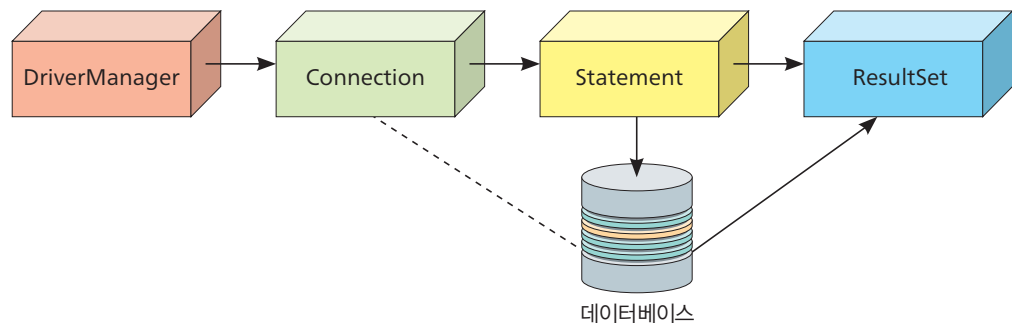 DriverManager
Connection
Statement
ResultSet
데이터베이스